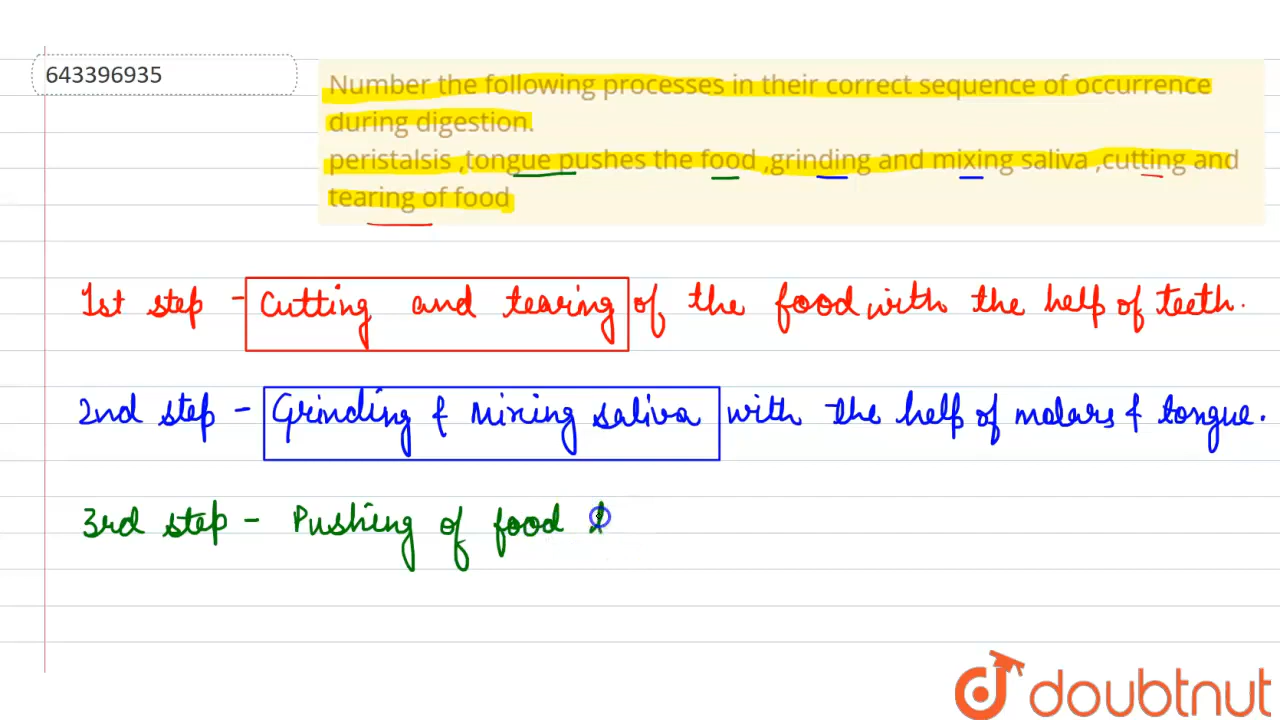 643396935
Number the following processes in their correct sequence of occurrence
during digestion.
peristalsis ,tongue pushes the food ,grinding and mixing saliva ,cutting and
tearing of food
1st step - Cutting and tearing of the food with the help of teeth.
2nd step - Grinding & Mixing saliva with the help of molars & tongue.
3rd step - Pushing of food
doubtnut